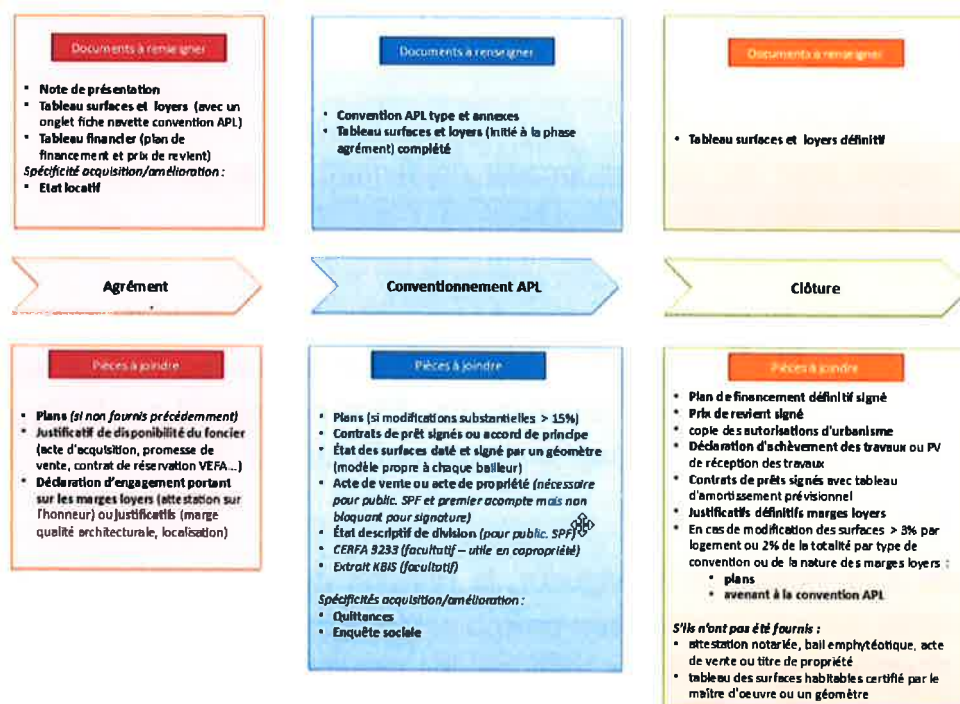 Documents à renseigner
• Note de présentation
• Tableau surfaces et loyers (avec un
onglet fiche navette convention APL)
• Tableau financier (plan de
financement et prix de revient)
Spécificité acquisition/amélioration :
• Etat locatif
Documents à renseigner
• Convention APL type et annexes
• Tableau surfaces et loyers (initié à la phase
agrément) complété
Documents à renseigner
• Tableau surfaces et loyers définitif
Agrément
Conventionnement APL
Clôture
Pièces à joindre
• Plans (si non fournis précédemment)
• Justificatif de disponibilité du foncier
(acte d'acquisition, promesse de
vente, contrat de réservation VEFA...)
• Déclaration d'engagement portant
sur les marges loyers (attestation sur
l'honneur) ou justificatifs (marge
qualité architecturale, localisation)
Pièces à joindre
• Plans (si modifications substantielles > 15%)
• Contrats de prêt signés ou accord de principe
• État des surfaces daté et signé par un géomètre
(modèle propre à chaque bailleur)
• Acte de vente ou acte de propriété (nécessaire
pour public. SPF et premier acompte mais non
bloquant pour signature)
• État descriptif de division (pour public. SPF)
• CERFA 3233 (facultatif – utile en copropriété)
• Extrait KBIS (facultatif)
Spécificités acquisition/amélioration :
• Quittances
• Enquête sociale
Pièces à joindre
• Plan de financement définitif signé
• Prix de revient signé
• copie des autorisations d'urbanisme
• Déclaration d'achèvement des travaux ou PV
de réception des travaux
• Contrats de prêts signés avec tableau
d'amortissement prévisionnel
• Justificatifs définitifs marges loyers
• En cas de modification des surfaces > 3% par
logement ou 2% de la totalité par type de
convention ou de la nature des marges loyers :
• plans
• avenant à la convention APL
S'ils n'ont pas été fournis :
• attestation notariée, bail emphytéotique, acte
de vente ou titre de propriété
• tableau des surfaces habitables certifié par le
maître d'oeuvre ou un géomètre